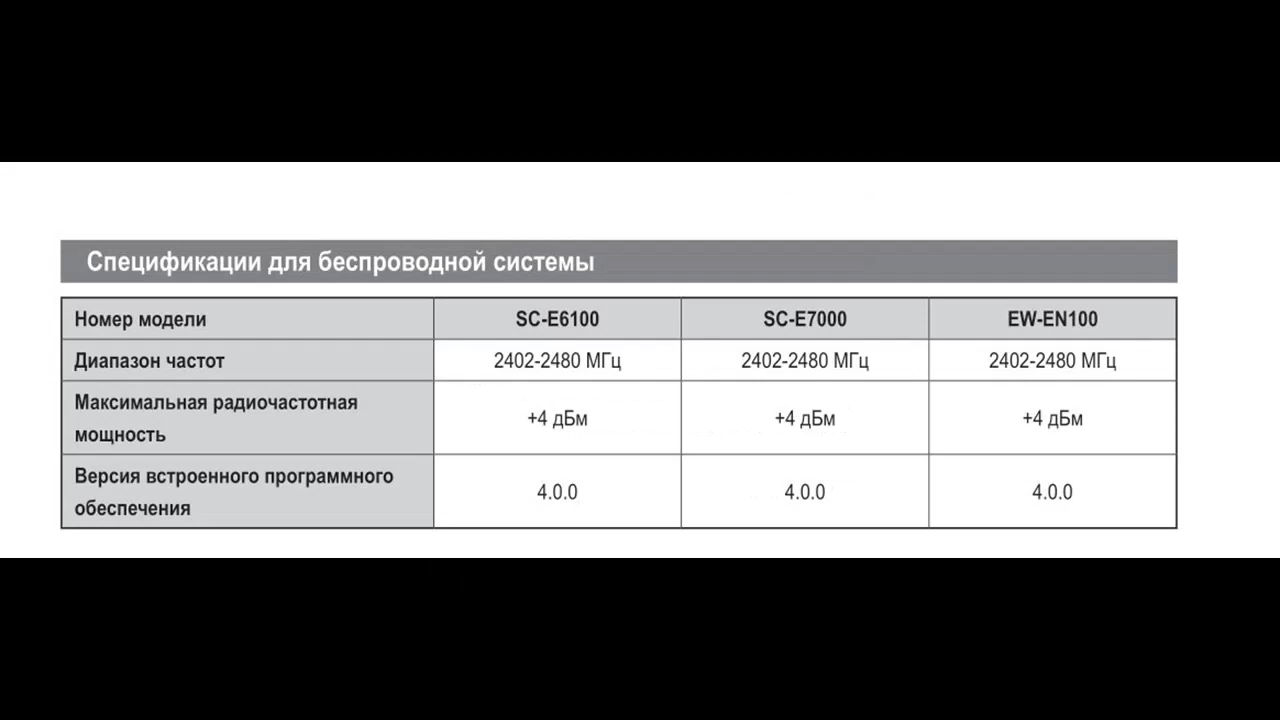 Спецификации для беспроводной системы
Номер модели SC-E6100 SC-E7000 EW-EN100
Диапазон частот 2402-2480 МГц 2402-2480 МГц 2402-2480 МГц
Максимальная радиочастотная
мощность +4 дБм +4 дБм +4 дБм
Версия встроенного программного
обеспечения 4.0.0 4.0.0 4.0.0